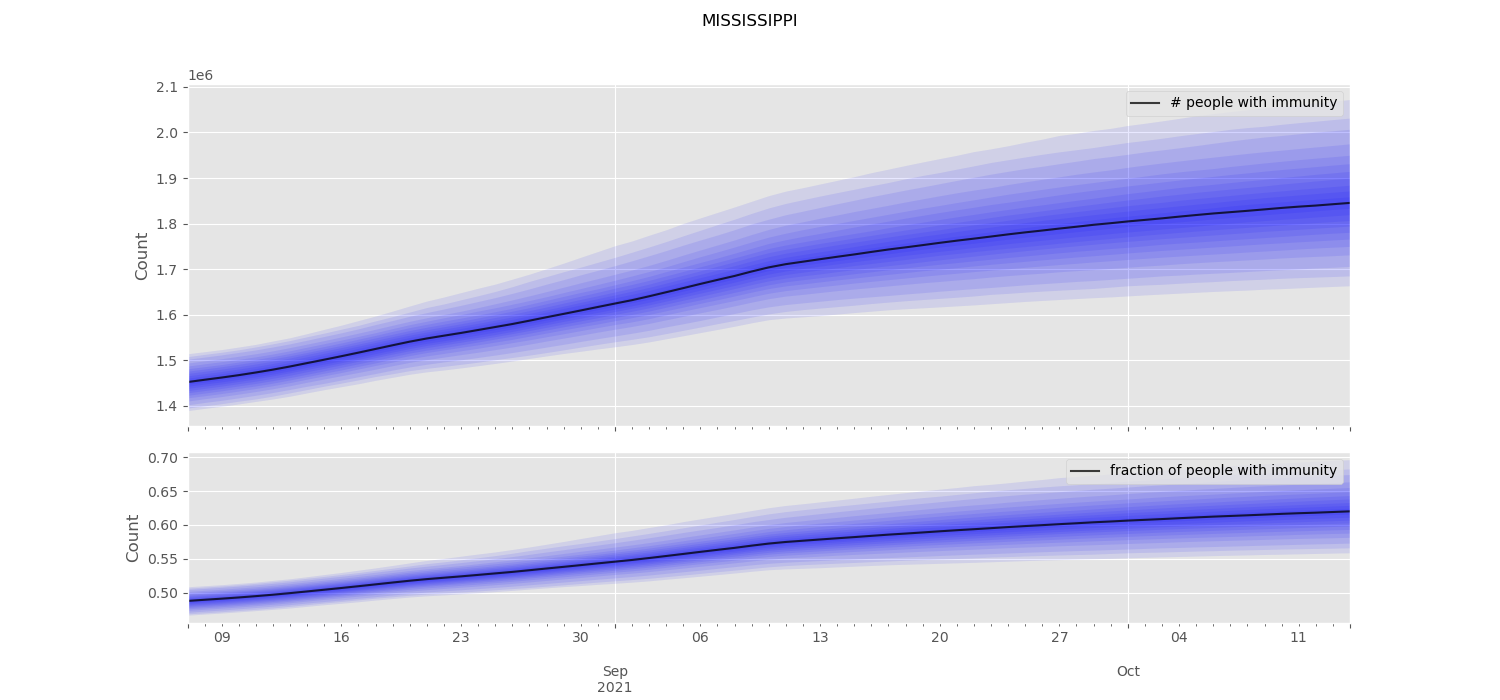 MISSISSIPPI
1e6
2.1
2.0
1.9
1.8
1.7
1.6
1.5
1.4
Count
# people with immunity
0.70
0.65
0.60
0.55
0.50
Count
fraction of people with immunity
09 16 23 30 06 13 20 27 04 11
Sep Oct
2021